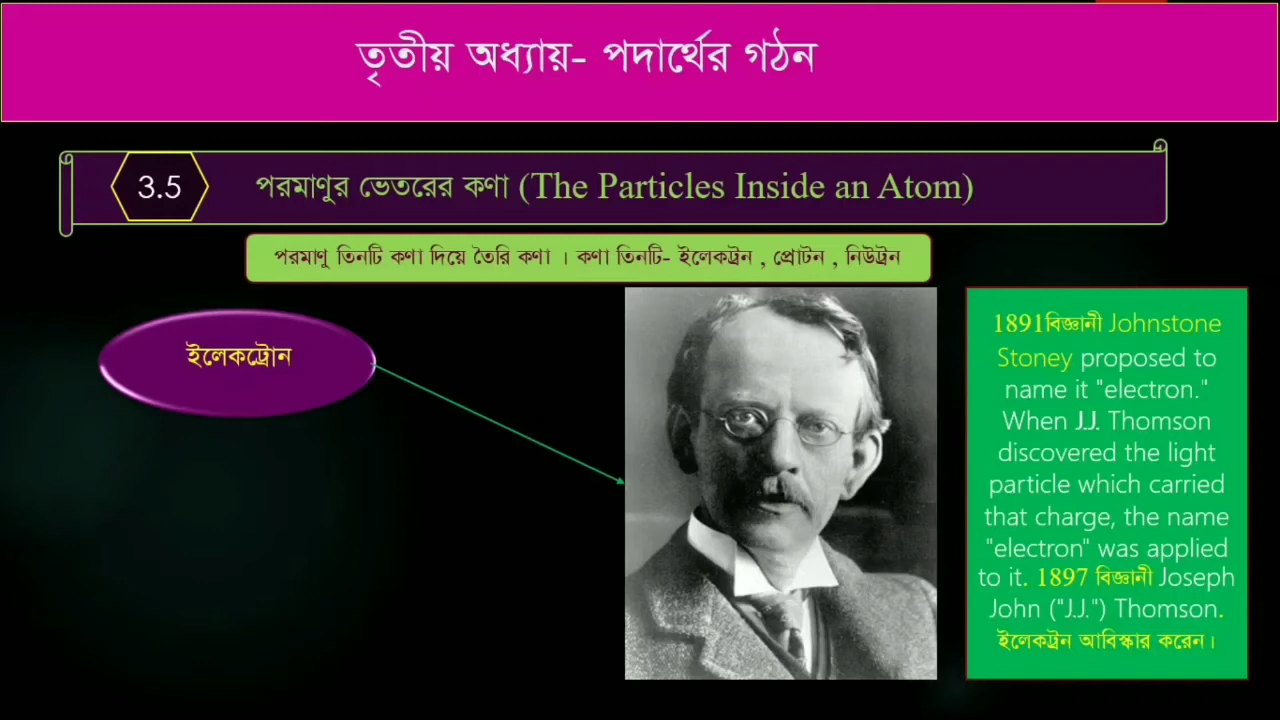 তৃতীয় অধ্যায়- পদার্থের গঠন
3.5
পরমাণুর ভেতরের কণা (The Particles Inside an Atom)
পরমাণু তিনটি কণা দিয়ে তৈরি কণা । কণা তিনটি- ইলেকট্রন , প্রোটন , নিউট্রন
ইলেকট্রোন
1891বিজ্ঞানী Johnstone
Stoney proposed to
name it "electron."
When J.J. Thomson
discovered the light
particle which carried
that charge, the name
"electron" was applied
to it. 1897 বিজ্ঞানী Joseph
John ("J.J.") Thomson.
ইলেকট্রন আবিস্কার করেন।